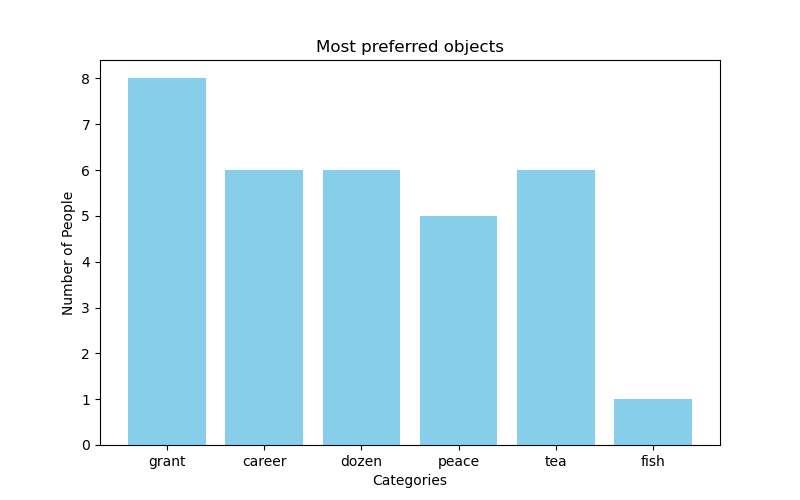 Most preferred objects
8
7
6
5
4
3
2
1
0
Number of People
grant career dozen peace tea fish
Categories